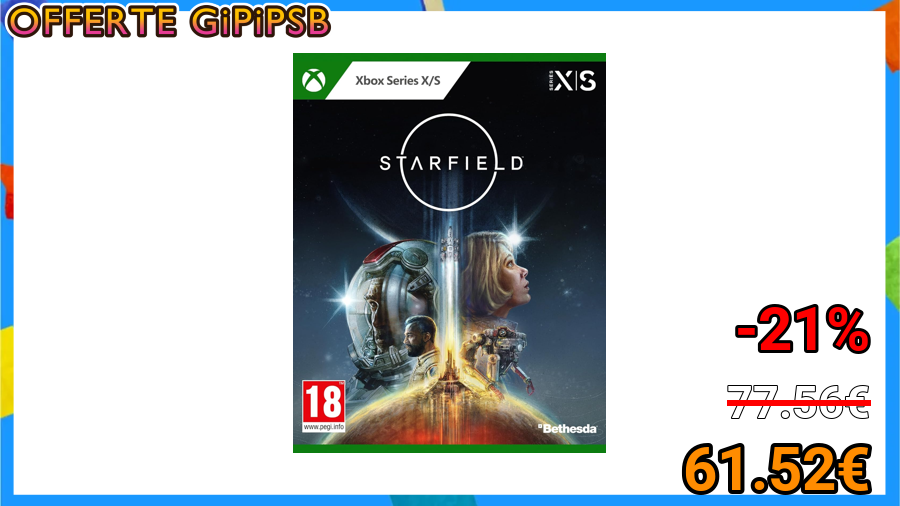 OFFERTE GiPiPSB
Xbox Series X/S
SERIES X|S
STARFIELD
18
www.pegi.info
Bethesda
-21%
77.56€
61.52€